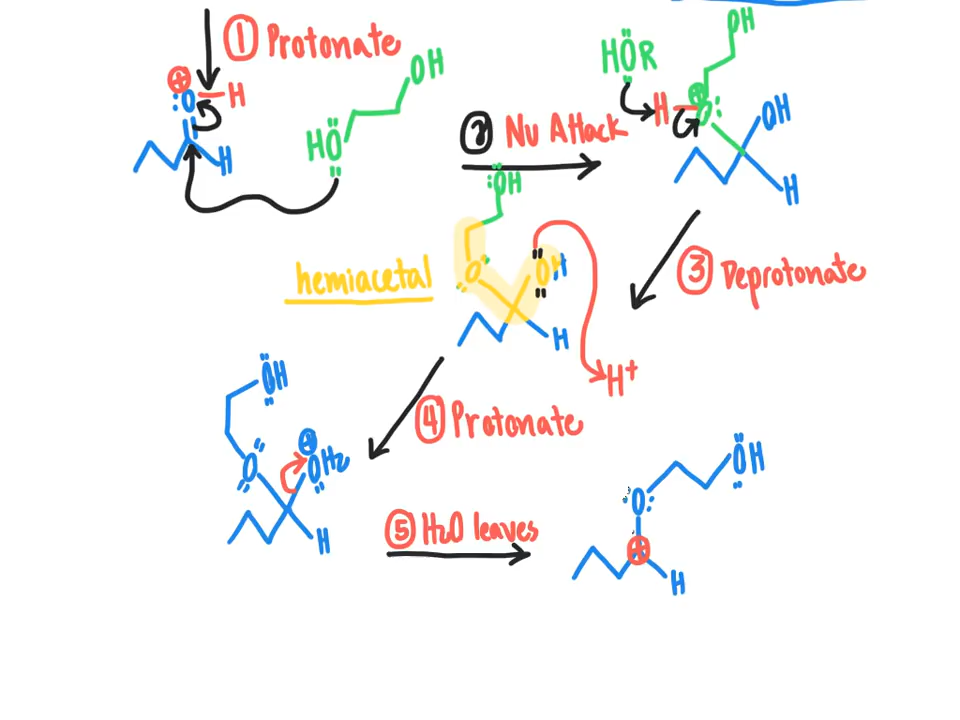 ① Protonate
⊕
:O – H
H
HÖ
OH
② Nu Attack
HÖR
H
⊕
O:
OH
OH
H
③ Deprotonate
:ÖH
hemiacetal
O
OH
H
H+
④ Protonate
ÖH
O
⊕
OH2
H
⑤ H2O leaves
:O:
ÖH
⊕
H